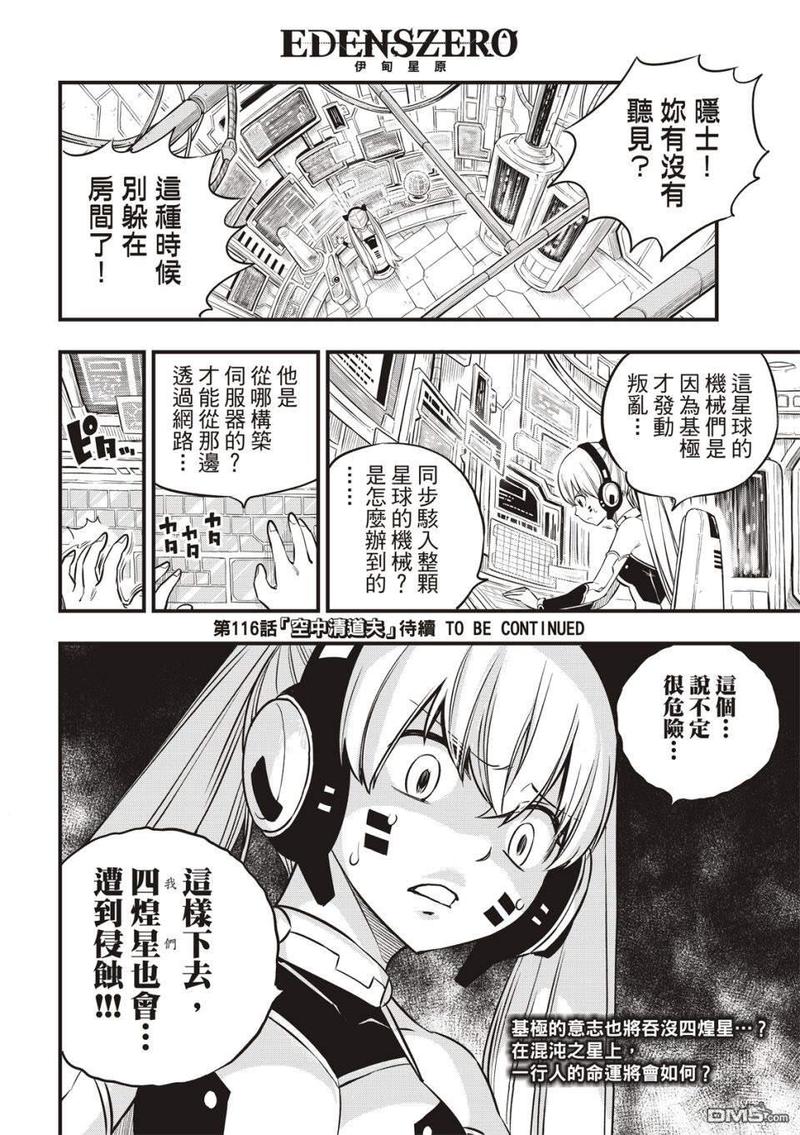 EDENSZERO
伊甸星原
隱士！
妳有沒有
聽見？
這種時候
別躲在
房間了！
這星球的
機械們是
因為基極
才發動
叛亂…
同步駭入整顆
星球的機械？
是怎麼辦到的
……
他是
從哪構築
伺服器的？
才能從那邊
透過網路…
カタ
カタ
ピタッ…
第116話「空中清道夫」待續 TO BE CONTINUED
這個…
說不定
很危險…
這樣下去，
四煌星也會…
我們
遭到侵蝕!!!
基極的意志也將吞沒四煌星…？
在混沌之星上，
一行人的命運將會如何？
DM5.com